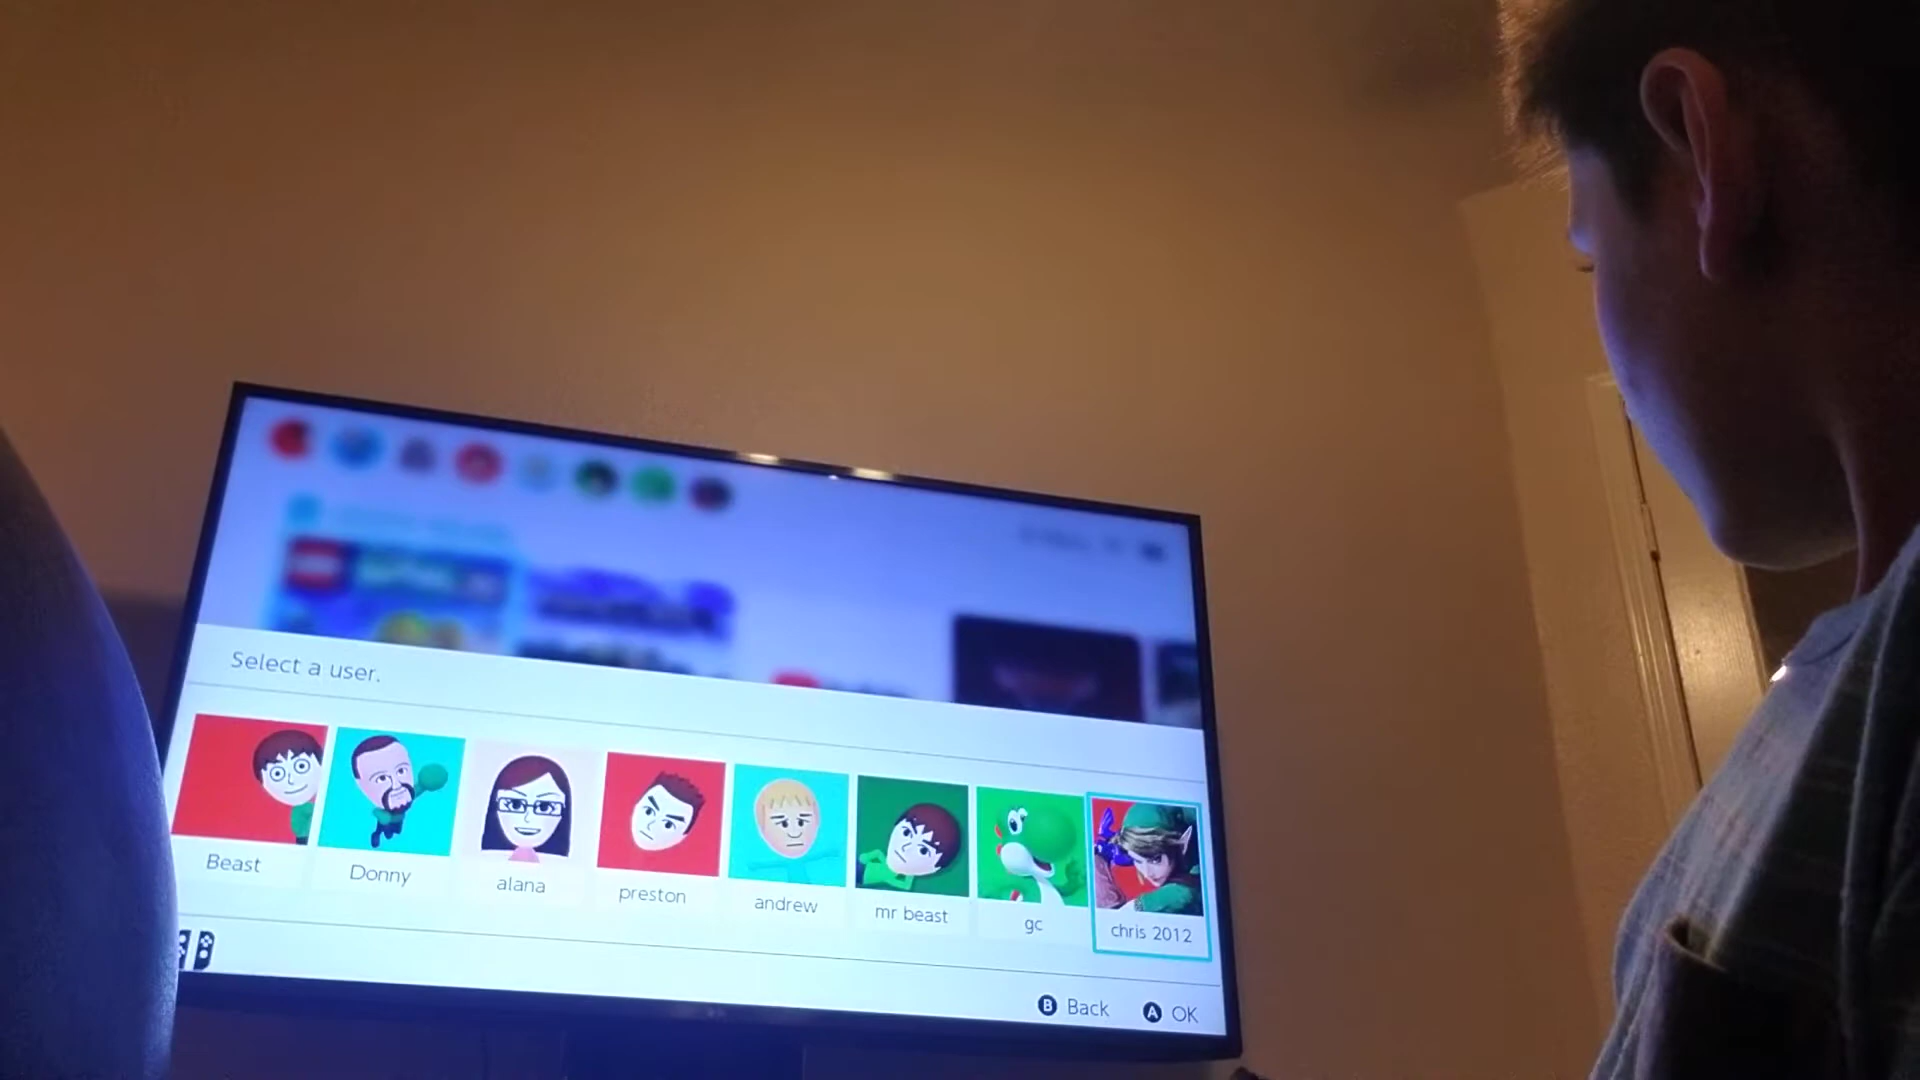 Select a user.
Beast
Donny
alana
preston
andrew
mr beast
gc
chris 2012
B Back
A OK